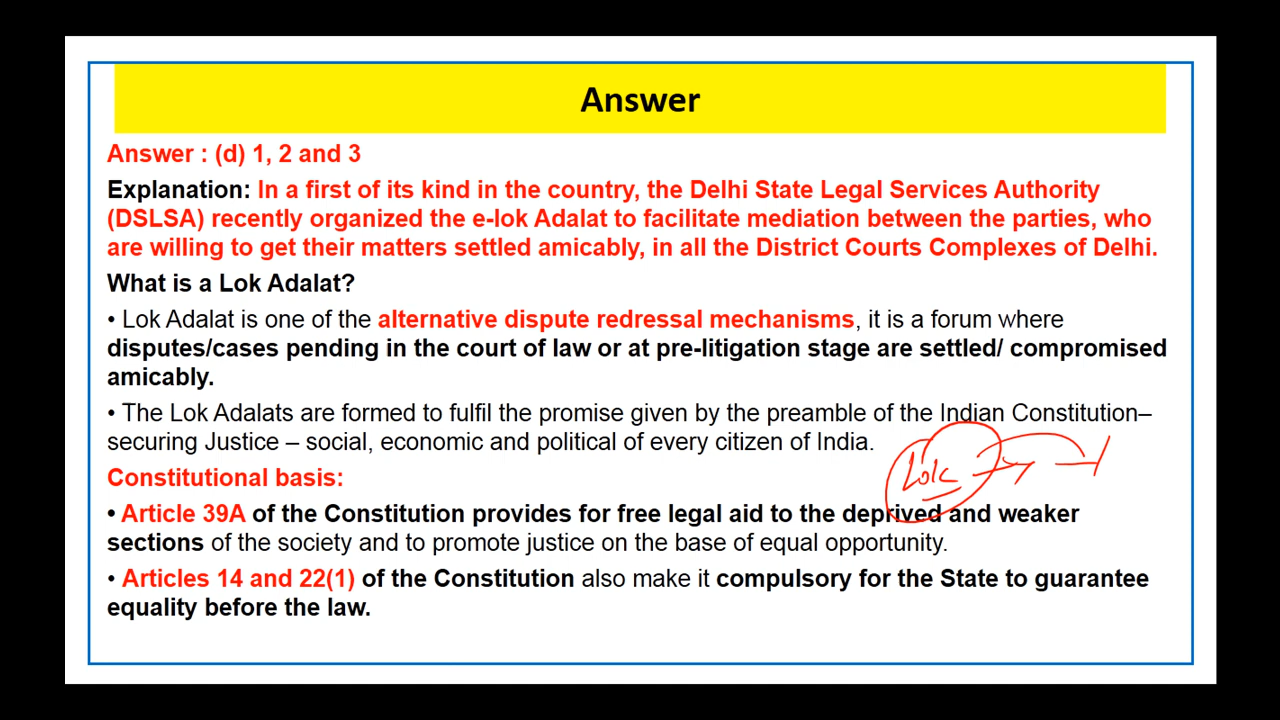 Answer
Answer : (d) 1, 2 and 3
Explanation: In a first of its kind in the country, the Delhi State Legal Services Authority
(DSLSA) recently organized the e-lok Adalat to facilitate mediation between the parties, who
are willing to get their matters settled amicably, in all the District Courts Complexes of Delhi.
What is a Lok Adalat?
• Lok Adalat is one of the alternative dispute redressal mechanisms, it is a forum where
disputes/cases pending in the court of law or at pre-litigation stage are settled/ compromised
amicably.
• The Lok Adalats are formed to fulfil the promise given by the preamble of the Indian Constitution–
securing Justice – social, economic and political of every citizen of India.
Lok
Constitutional basis:
• Article 39A of the Constitution provides for free legal aid to the deprived and weaker
sections of the society and to promote justice on the base of equal opportunity.
• Articles 14 and 22(1) of the Constitution also make it compulsory for the State to guarantee
equality before the law.